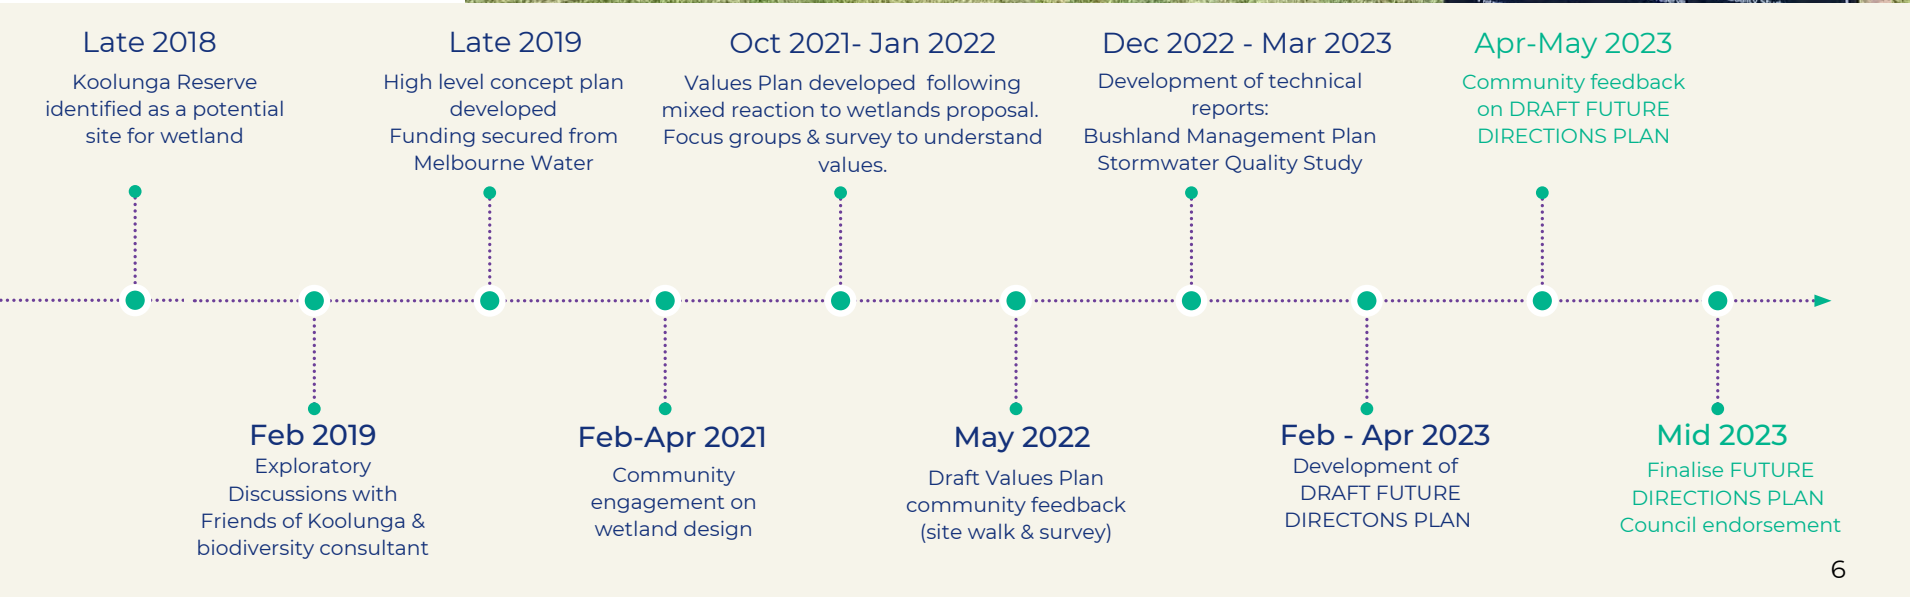 Late 2018
Koolunga Reserve
identified as a potential
site for wetland
Late 2019
High level concept plan
developed
Funding secured from
Melbourne Water
Oct 2021- Jan 2022
Values Plan developed following
mixed reaction to wetlands proposal.
Focus groups & survey to understand
values.
Dec 2022 - Mar 2023
Development of technical
reports:
Bushland Management Plan
Stormwater Quality Study
Apr-May 2023
Community feedback
on DRAFT FUTURE
DIRECTIONS PLAN
Feb 2019
Exploratory
Discussions with
Friends of Koolunga &
biodiversity consultant
Feb-Apr 2021
Community
engagement on
wetland design
May 2022
Draft Values Plan
community feedback
(site walk & survey)
Feb - Apr 2023
Development of
DRAFT FUTURE
DIRECTONS PLAN
Mid 2023
Finalise FUTURE
DIRECTIONS PLAN
Council endorsement
6